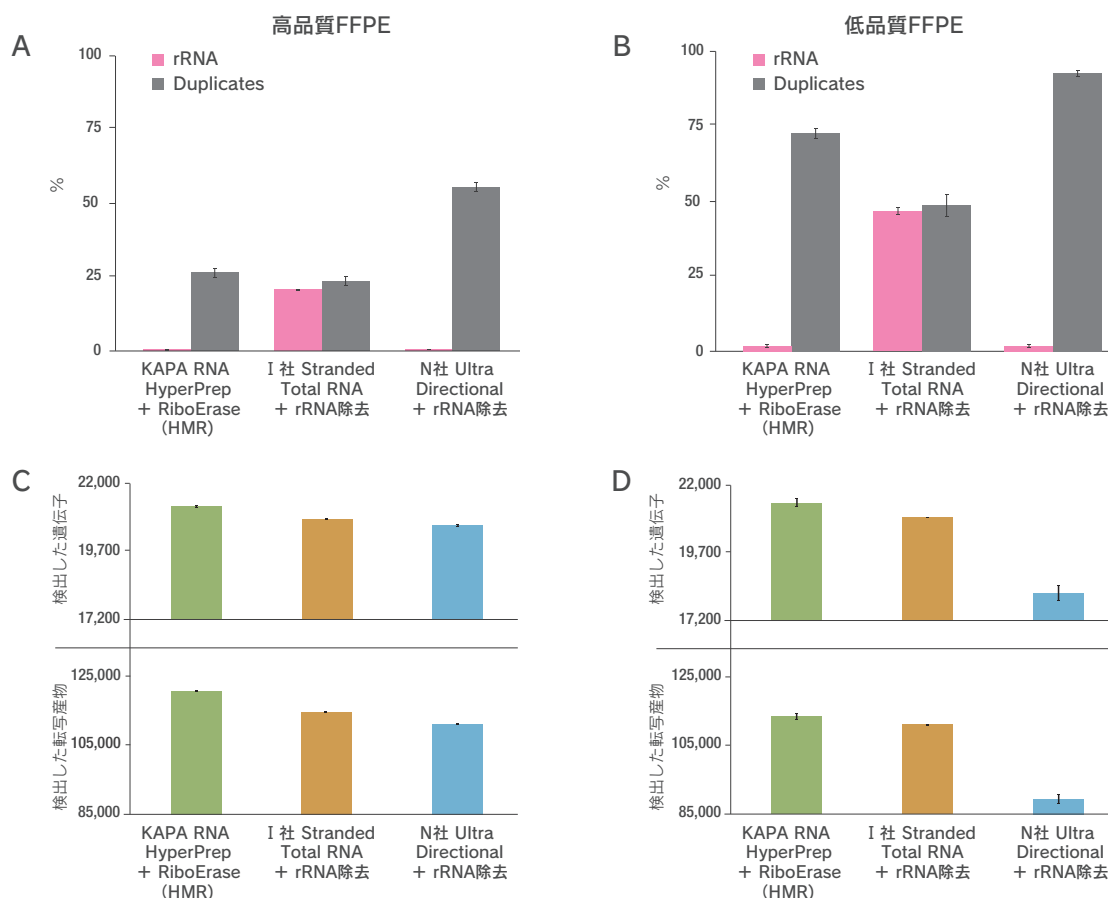 高品質FFPE
A
100
75
%
50
25
0
rRNA
Duplicates
KAPA RNA
HyperPrep
+ RiboErase
(HMR)
I 社 Stranded
Total RNA
+ rRNA除去
N社 Ultra
Directional
+ rRNA除去
低品質FFPE
B
100
75
%
50
25
0
rRNA
Duplicates
KAPA RNA
HyperPrep
+ RiboErase
(HMR)
I 社 Stranded
Total RNA
+ rRNA除去
N社 Ultra
Directional
+ rRNA除去
C
検出した遺伝子
22,000
19,700
17,200
検出した転写産物
125,000
105,000
85,000
KAPA RNA
HyperPrep
+ RiboErase
(HMR)
I 社 Stranded
Total RNA
+ rRNA除去
N社 Ultra
Directional
+ rRNA除去
D
検出した遺伝子
22,000
19,700
17,200
検出した転写産物
125,000
105,000
85,000
KAPA RNA
HyperPrep
+ RiboErase
(HMR)
I 社 Stranded
Total RNA
+ rRNA除去
N社 Ultra
Directional
+ rRNA除去